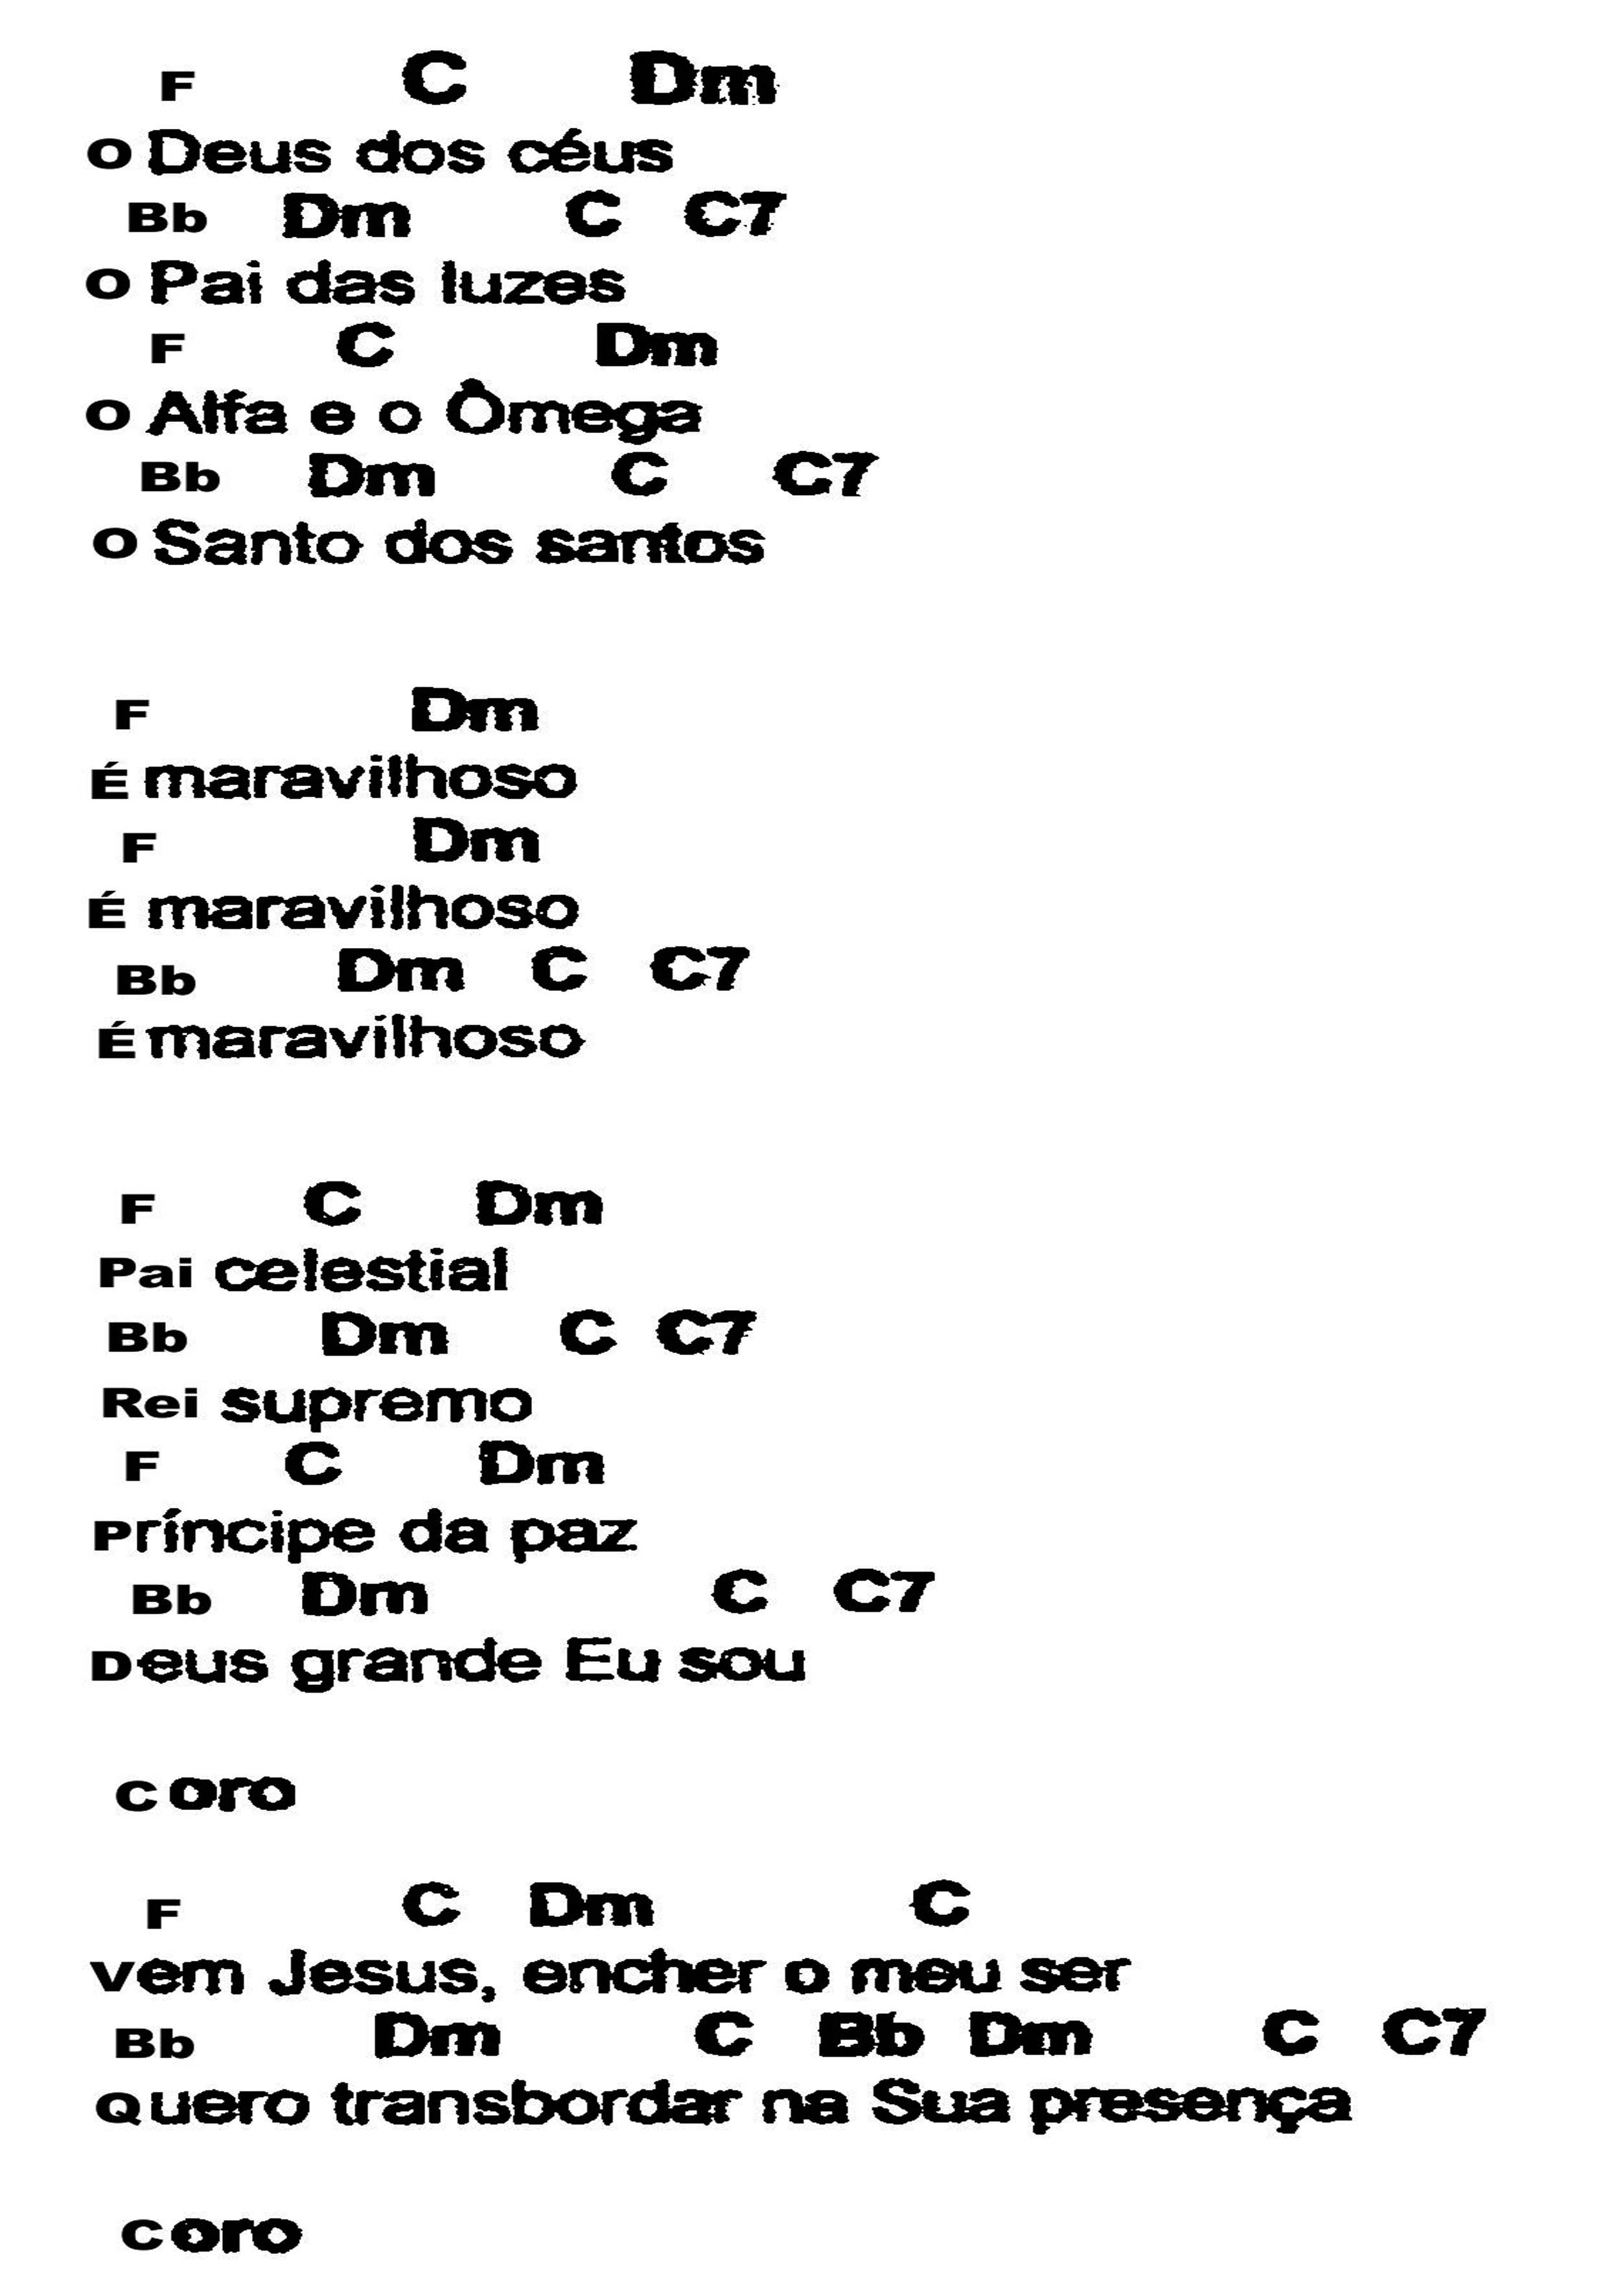 F C Dm
O Deus dos céus
Bb Dm C C7
O Pai das luzes
F C Dm
O Alfa e o Ômega
Bb Dm C C7
O Santo dos santos
F Dm
É maravilhoso
F Dm
É maravilhoso
Bb Dm C C7
É maravilhoso
F C Dm
Pai celestial
Bb Dm C C7
Rei supremo
F C Dm
Príncipe da paz
Bb Dm C C7
Deus grande Eu sou
Coro
F C Dm C
Vem Jesus, encher o meu ser
Bb Dm C Bb Dm C C7
Quero transbordar na Sua presença
Coro